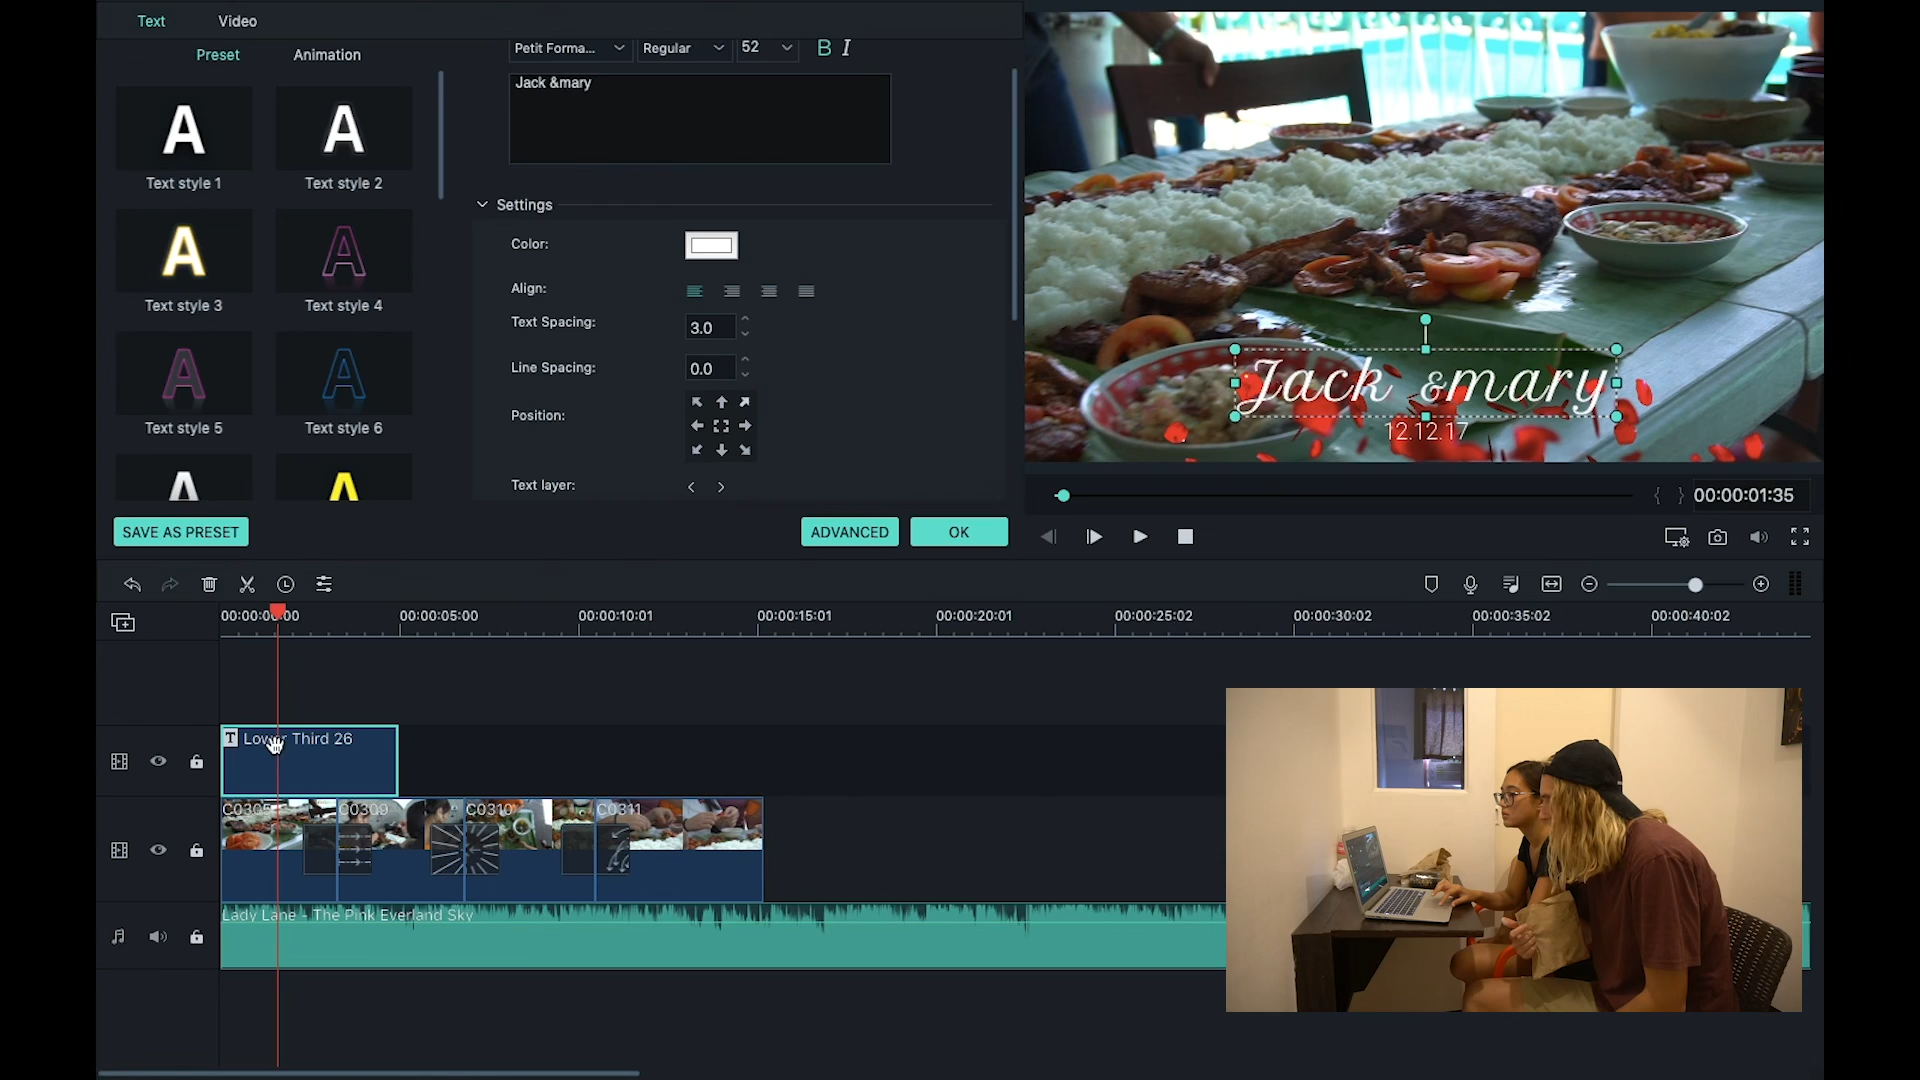 Text Video
Preset Animation
Petit Forma... Regular 52 B I
Jack &mary
A A
Text style 1 Text style 2
A A
Text style 3 Text style 4
A A
Text style 5 Text style 6
A A
Settings
Color:
Align:
Text Spacing: 3.0
Line Spacing: 0.0
Position:
Text layer:
SAVE AS PRESET ADVANCED OK
Jack &mary
12.12.17
00:00:01:35
00:00:00:00 00:00:05:00 00:00:10:01 00:00:15:01 00:00:20:01 00:00:25:02 00:00:30:02 00:00:35:02 00:00:40:02
T Lower Third 26
C0305 C0309 C0310 C0311
Lady Lane - The Pink Everland Sky